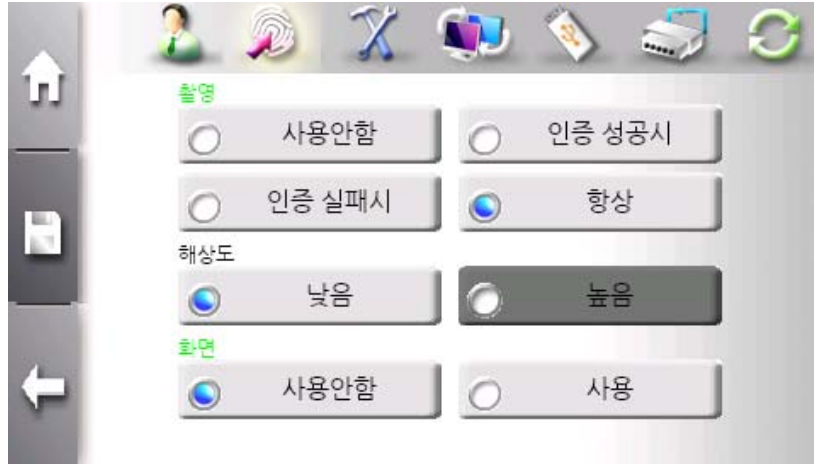 촬영
사용안함 인증 성공시
인증 실패시 항상
해상도
낮음 높음
화면
사용안함 사용